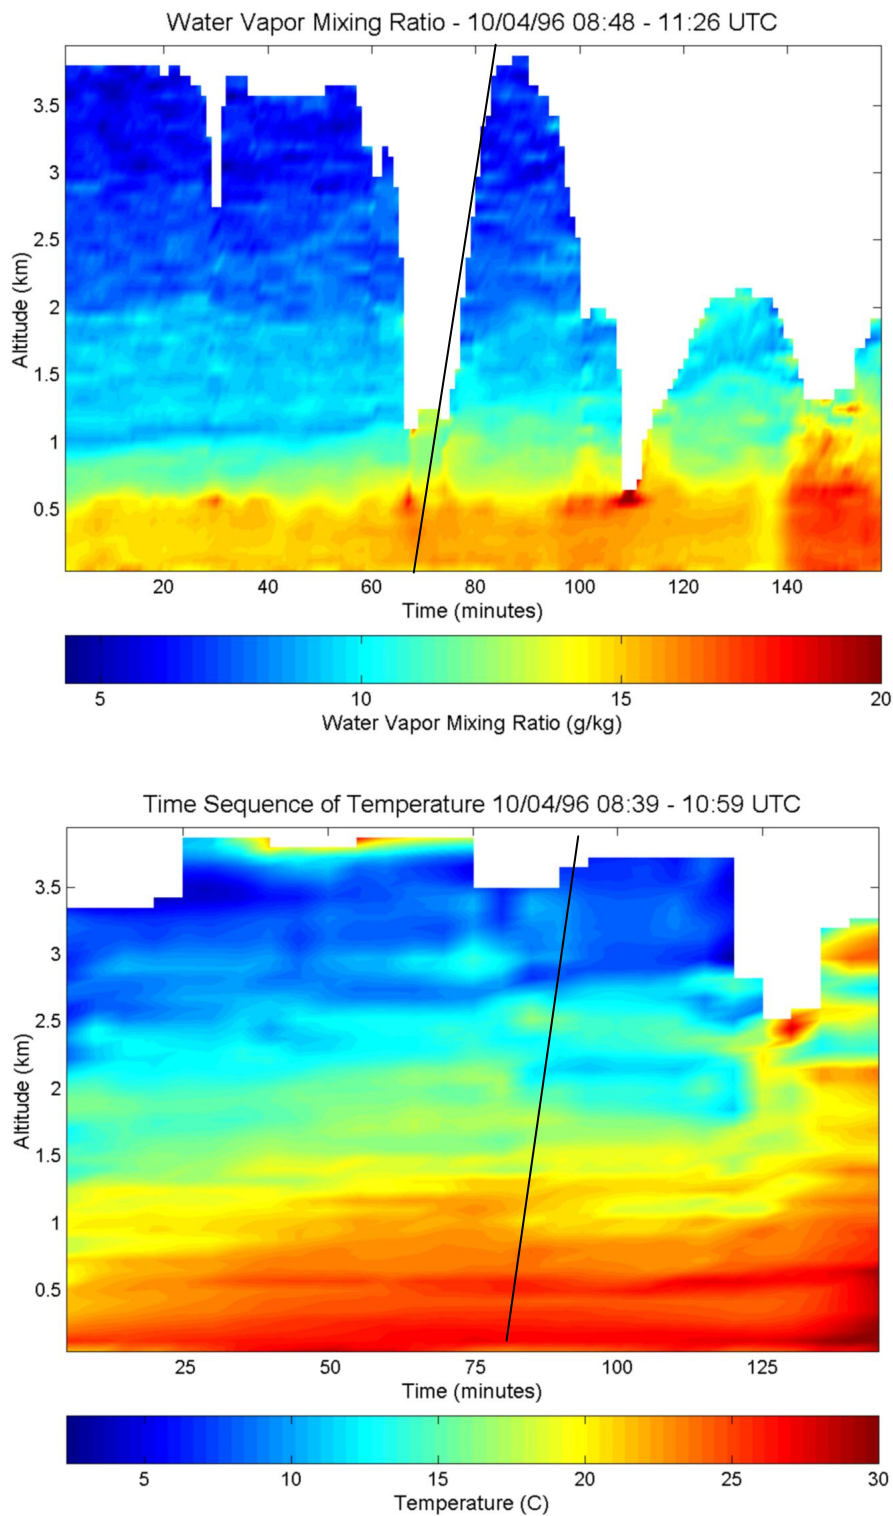 Water Vapor Mixing Ratio - 10/04/96 08:48 - 11:26 UTC
3.5
3
2.5
2
1.5
1
0.5
Altitude (km)
20 40 60 80 100 120 140
Time (minutes)
5 10 15 20
Water Vapor Mixing Ratio (g/kg)
Time Sequence of Temperature 10/04/96 08:39 - 10:59 UTC
3.5
3
2.5
2
1.5
1
0.5
Altitude (km)
25 50 75 100 125
Time (minutes)
5 10 15 20 25 30
Temperature (C)